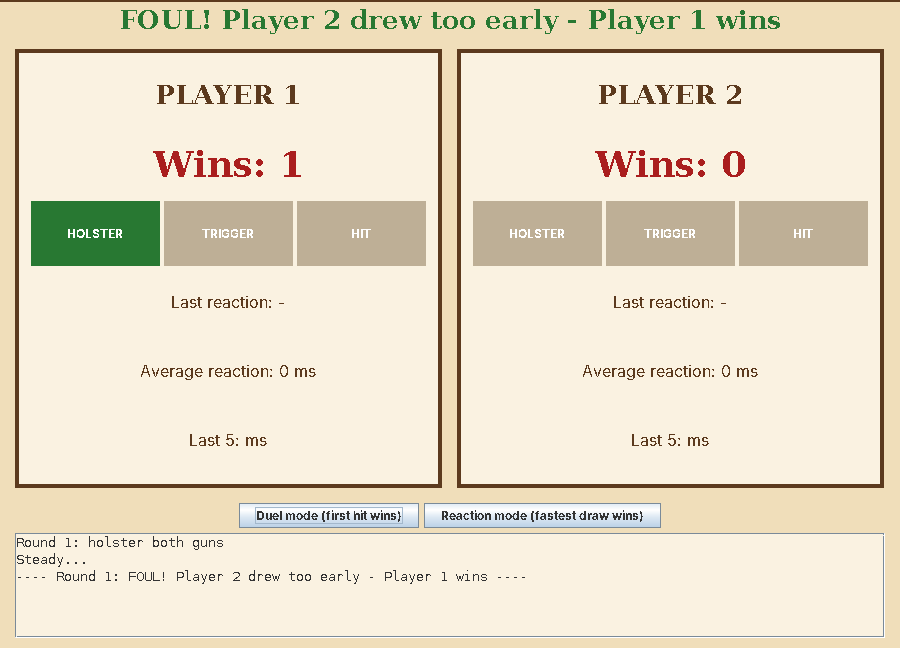 FOUL! Player 2 drew too early - Player 1 wins
PLAYER 1
Wins: 1
HOLSTER TRIGGER HIT
Last reaction: -
Average reaction: 0 ms
Last 5: ms
PLAYER 2
Wins: 0
HOLSTER TRIGGER HIT
Last reaction: -
Average reaction: 0 ms
Last 5: ms
Duel mode (first hit wins) Reaction mode (fastest draw wins)
Round 1: holster both guns
Steady...
---- Round 1: FOUL! Player 2 drew too early - Player 1 wins ----